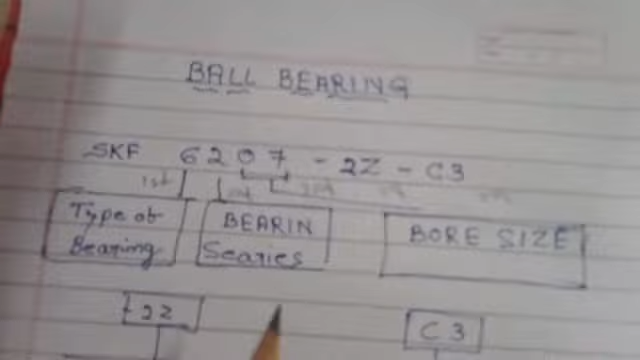 BALL BEARING
SKF 6207 - 2Z - C3
1st
Type of BEARIN BORE SIZE
Bearing Searies
-2Z C3